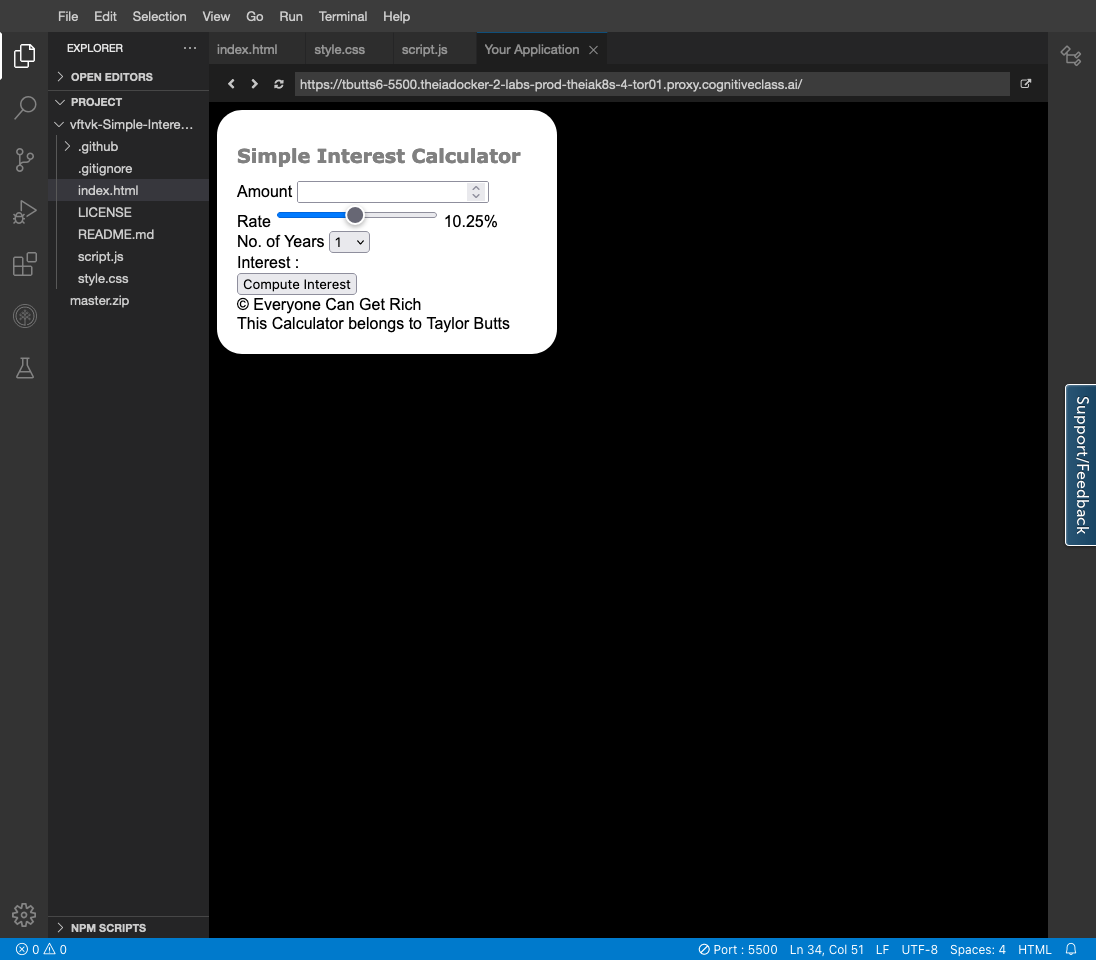 File Edit Selection View Go Run Terminal Help
EXPLORER ...
OPEN EDITORS
PROJECT
vftvk-Simple-Intere...
.github
.gitignore
index.html
LICENSE
README.md
script.js
style.css
master.zip
NPM SCRIPTS
index.html style.css script.js Your Application
https://tbutts6-5500.theiadocker-2-labs-prod-theiak8s-4-tor01.proxy.cognitiveclass.ai/
Simple Interest Calculator
Amount
Rate 10.25%
No. of Years 1
Interest :
Compute Interest
© Everyone Can Get Rich
This Calculator belongs to Taylor Butts
Support/Feedback
0 0 Port : 5500 Ln 34, Col 51 LF UTF-8 Spaces: 4 HTML